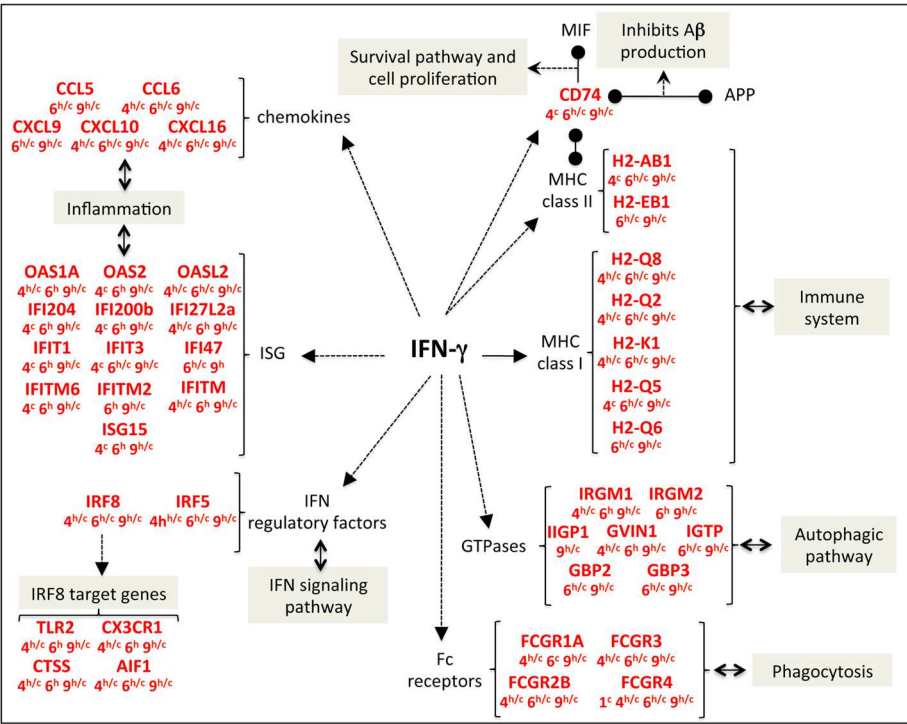 MIF
Inhibits Aβ
production
Survival pathway and
cell proliferation
CD74
4ᶜ 6ʰ/ᶜ 9ʰ/ᶜ
APP
CCL5 CCL6
6ʰ/ᶜ 9ʰ/ᶜ 4ʰ/ᶜ 6ʰ/ᶜ 9ʰ/ᶜ
CXCL9 CXCL10 CXCL16
6ʰ/ᶜ 9ʰ/ᶜ 4ʰ/ᶜ 6ʰ/ᶜ 9ʰ/ᶜ 4ʰ/ᶜ 6ʰ/ᶜ 9ʰ/ᶜ
chemokines
Inflammation
MHC
class II
H2-AB1
4ᶜ 6ʰ/ᶜ 9ʰ/ᶜ
H2-EB1
6ʰ/ᶜ 9ʰ/ᶜ
OAS1A OAS2 OASL2
4ʰ/ᶜ 6ʰ 9ʰ/ᶜ 4ᶜ 6ʰ 9ʰ/ᶜ 4ʰ/ᶜ 6ʰ/ᶜ 9ʰ/ᶜ
IFI204 IFI200b IFI27L2a
4ᶜ 6ʰ 9ʰ/ᶜ 4ᶜ 6ʰ 9ʰ/ᶜ 4ʰ/ᶜ 6ʰ 9ʰ/ᶜ
IFIT1 IFIT3 IFI47
4ᶜ 6ʰ 9ʰ/ᶜ 4ᶜ 6ʰ/ᶜ 9ʰ/ᶜ 6ʰ/ᶜ 9ʰ
IFITM6 IFITM2 IFITM
4ᶜ 6ʰ 9ʰ/ᶜ 6ʰ 9ʰ/ᶜ 4ʰ/ᶜ 6ʰ 9ʰ/ᶜ
ISG15
4ᶜ 6ʰ 9ʰ/ᶜ
ISG
IFN-γ
MHC
class I
H2-Q8
4ʰ/ᶜ 6ʰ/ᶜ 9ʰ/ᶜ
H2-Q2
4ʰ/ᶜ 6ʰ/ᶜ 9ʰ/ᶜ
H2-K1
4ʰ/ᶜ 6ʰ/ᶜ 9ʰ/ᶜ
H2-Q5
4ᶜ 6ʰ/ᶜ 9ʰ/ᶜ
H2-Q6
6ʰ/ᶜ 9ʰ/ᶜ
Immune
system
IRF8 IRF5
4ʰ/ᶜ 6ʰ/ᶜ 9ʰ/ᶜ 4hʰ/ᶜ 6ʰ/ᶜ 9ʰ/ᶜ
IFN
regulatory factors
IFN signaling
pathway
IRF8 target genes
TLR2 CX3CR1
4ʰ/ᶜ 6ʰ 9ʰ/ᶜ 4ʰ/ᶜ 6ʰ 9ʰ/ᶜ
CTSS AIF1
4ʰ/ᶜ 6ʰ 9ʰ/ᶜ 4ʰ/ᶜ 6ʰ/ᶜ 9ʰ/ᶜ
GTPases
IRGM1 IRGM2
4ʰ/ᶜ 6ʰ 9ʰ/ᶜ 6ʰ 9ʰ/ᶜ
IIGP1 GVIN1 IGTP
9ʰ/ᶜ 4ʰ/ᶜ 6ʰ 9ʰ/ᶜ 6ʰ/ᶜ 9ʰ/ᶜ
GBP2 GBP3
6ʰ/ᶜ 9ʰ/ᶜ 6ʰ/ᶜ 9ʰ/ᶜ
Autophagic
pathway
Fc
receptors
FCGR1A FCGR3
4ʰ/ᶜ 6ᶜ 9ʰ/ᶜ 4ʰ/ᶜ 6ʰ/ᶜ 9ʰ/ᶜ
FCGR2B FCGR4
4ʰ/ᶜ 6ʰ/ᶜ 9ʰ/ᶜ 1ᶜ 4ʰ/ᶜ 6ʰ/ᶜ 9ʰ/ᶜ
Phagocytosis